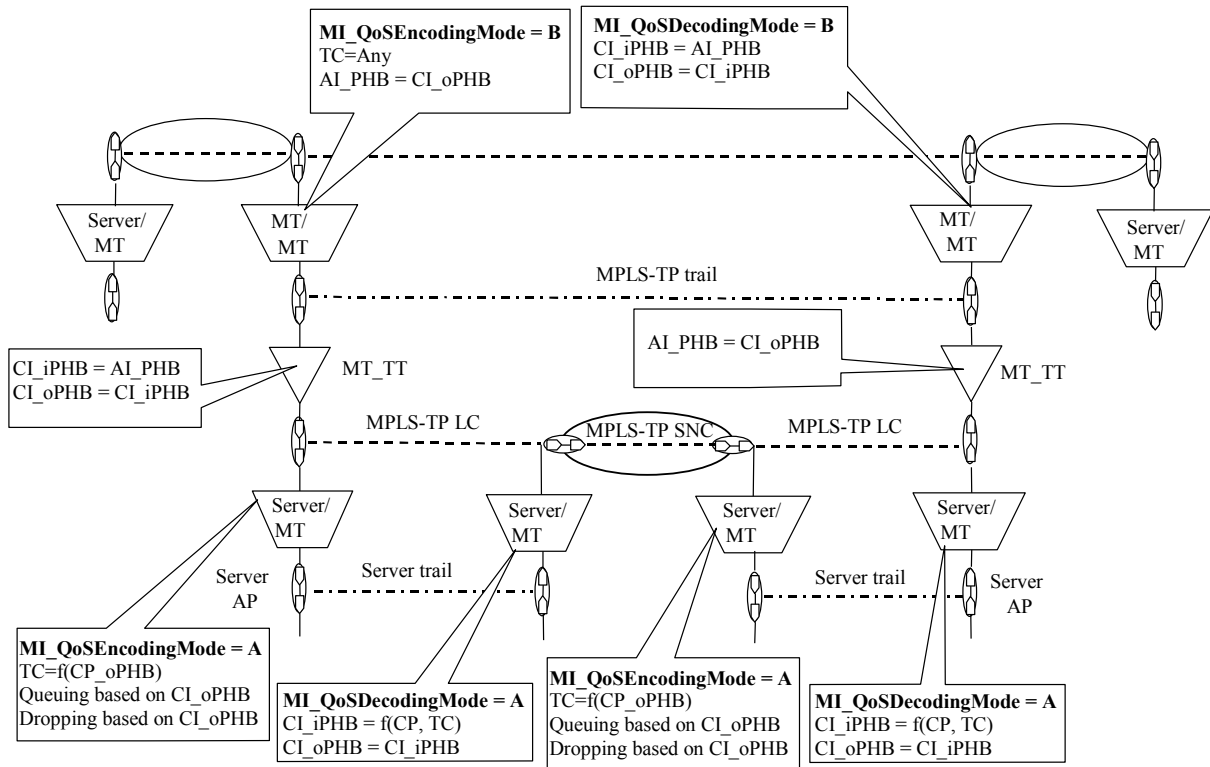 MI_QoSEncodingMode = B
TC=Any
AI_PHB = CI_oPHB
MI_QoSDecodingMode = B
CI_iPHB = AI_PHB
CI_oPHB = CI_iPHB
Server/
MT
MT/
MT
MT/
MT
Server/
MT
MPLS-TP trail
CI_iPHB = AI_PHB
CI_oPHB = CI_iPHB
MT_TT
AI_PHB = CI_oPHB
MT_TT
MPLS-TP LC
MPLS-TP SNC
MPLS-TP LC
Server/
MT
Server/
MT
Server/
MT
Server/
MT
Server
AP
Server trail
Server trail
Server
AP
MI_QoSEncodingMode = A
TC=f(CP_oPHB)
Queuing based on CI_oPHB
Dropping based on CI_oPHB
MI_QoSDecodingMode = A
CI_iPHB = f(CP, TC)
CI_oPHB = CI_iPHB
MI_QoSEncodingMode = A
TC=f(CP_oPHB)
Queuing based on CI_oPHB
Dropping based on CI_oPHB
MI_QoSDecodingMode = A
CI_iPHB = f(CP, TC)
CI_oPHB = CI_iPHB